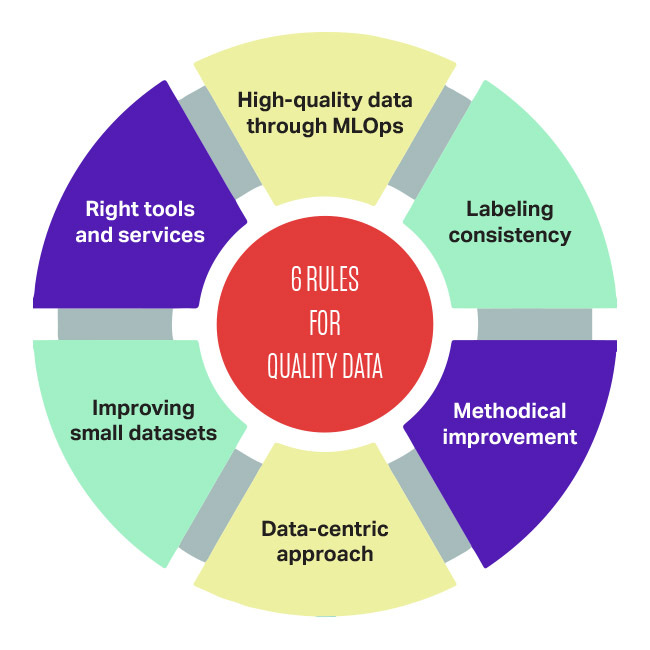 High-quality data
through MLOps
Labeling
consistency
Methodical
improvement
Data-centric
approach
Improving
small datasets
Right tools
and services
6 RULES
FOR
QUALITY DATA